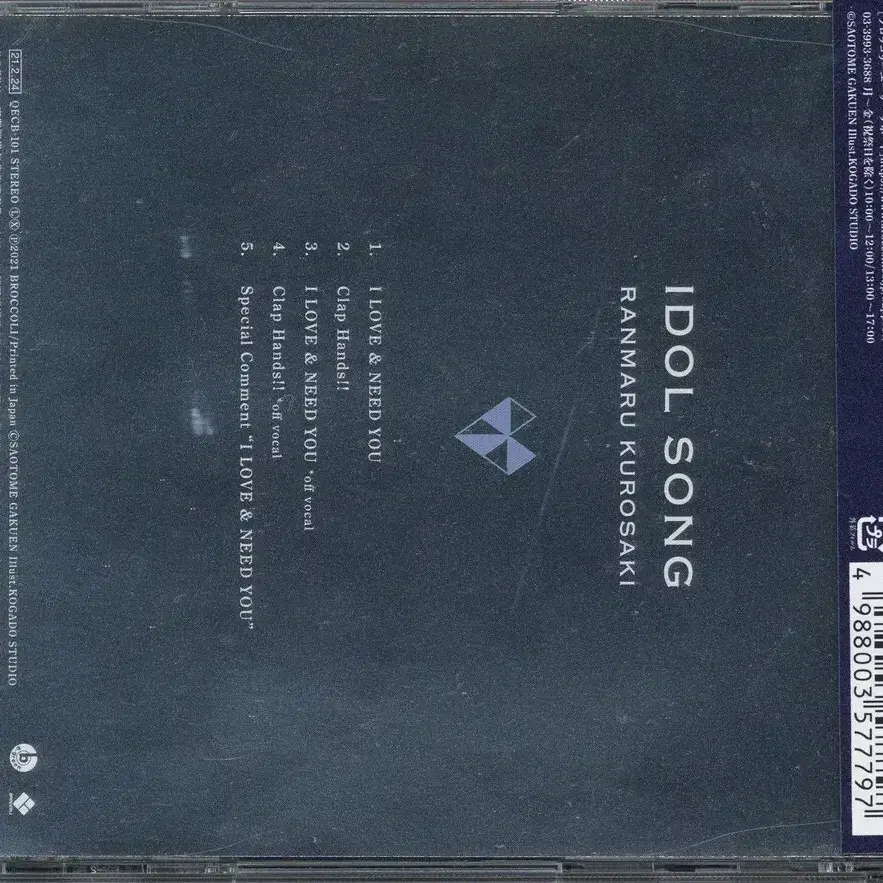 IDOL SONG
RANMARU KUROSAKI
1. I LOVE & NEED YOU
2. Clap Hands!!
3. I LOVE & NEED YOU *off vocal
4. Clap Hands!! *off vocal
5. Special Comment “I LOVE & NEED YOU”
21.2.24 QECB-101 STEREO Ⓛ Ⓧ Ⓟ2021 BROCCOLI/Printed in Japan ©SAOTOME GAKUEN Illust.KOGADO STUDIO
03-3993-3688 月～金(祝祭日を除く)10:00～12:00/13:00～17:00
©SAOTOME GAKUEN Illust.KOGADO STUDIO
プラ
4 988003 577797